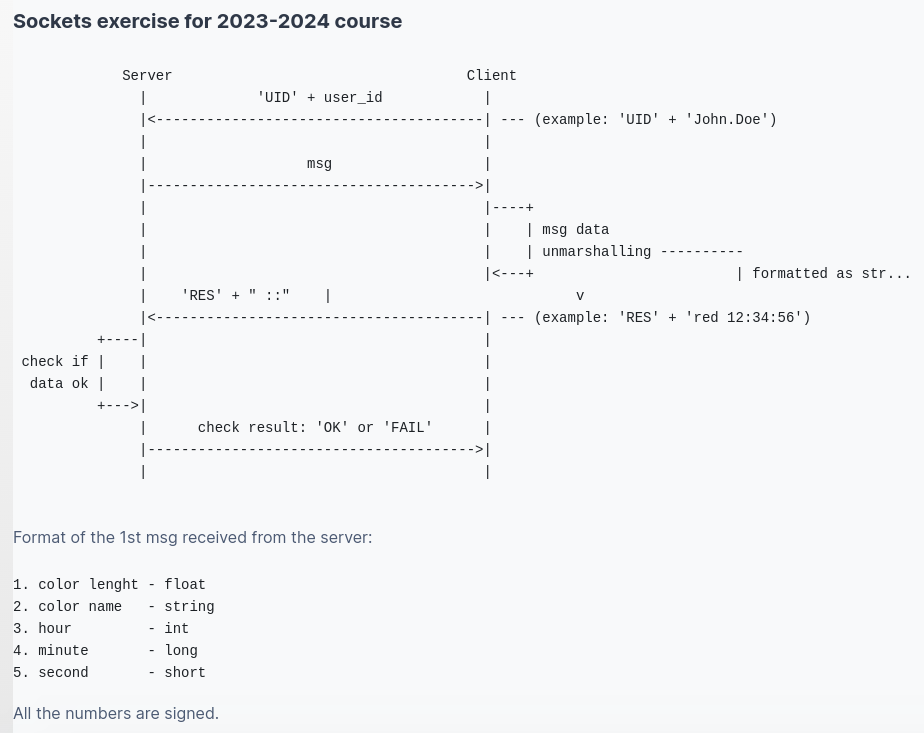 Sockets exercise for 2023-2024 course
Server                                   Client
|             'UID' + user_id            |
|<---------------------------------------| --- (example: 'UID' + 'John.Doe')
|                                        |
|                   msg                  |
|--------------------------------------->|
|                                        |----+
|                                        |    | msg data
|                                        |    | unmarshalling ----------
|                                        |<---+                        | formatted as str...
|    'RES' + " ::"    |                             v
|<---------------------------------------| --- (example: 'RES' + 'red 12:34:56')
+----|                                        |
check if |    |                                        |
data ok |    |                                        |
+--->|                                        |
|      check result: 'OK' or 'FAIL'      |
|--------------------------------------->|
|                                        |
Format of the 1st msg received from the server:
1. color lenght - float
2. color name   - string
3. hour         - int
4. minute       - long
5. second       - short
All the numbers are signed.